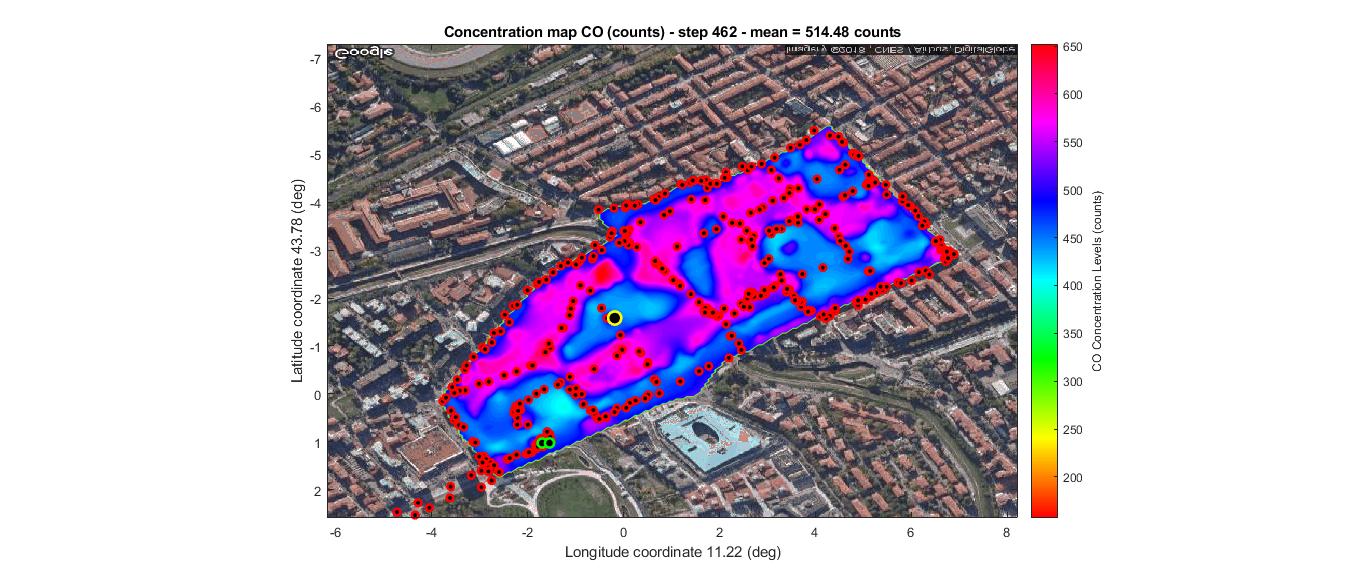 Concentration map CO (counts) - step 462 - mean = 514.48 counts
Google
Imagery ©2018 , CNES / Airbus, DigitalGlobe
-7
-6
-5
-4
-3
-2
-1
0
1
2
Latitude coordinate 43.78 (deg)
-6 -4 -2 0 2 4 6 8
Longitude coordinate 11.22 (deg)
650
600
550
500
450
400
350
300
250
200
CO Concentration Levels (counts)